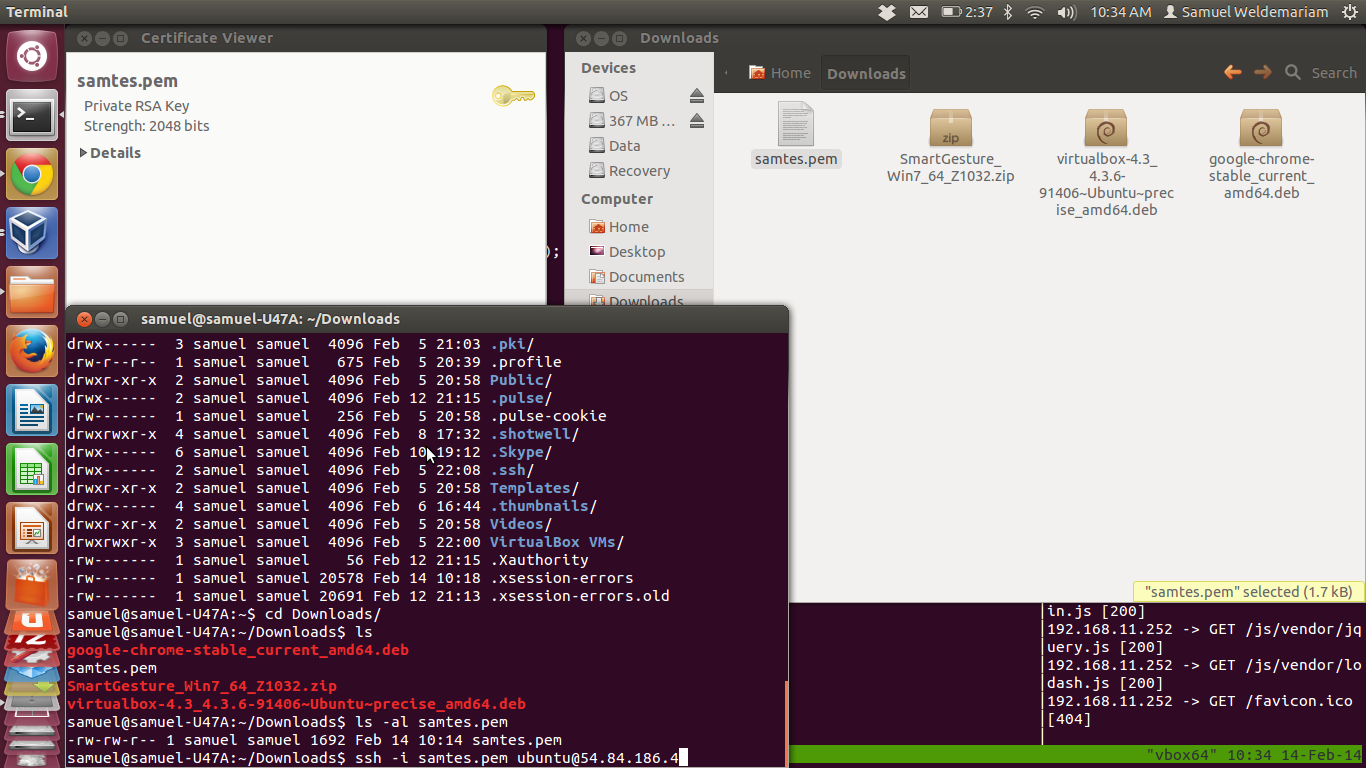 Terminal
2:37
10:34 AM
Samuel Weldemariam
Certificate Viewer
samtes.pem
Private RSA Key
Strength: 2048 bits
Details
);
Downloads
Home
Downloads
Search
Devices
OS
367 MB ...
Data
Recovery
Computer
Home
Desktop
Documents
Downloads
samtes.pem
SmartGesture_
Win7_64_Z1032.zip
zip
virtualbox-4.3_
4.3.6-
91406~Ubuntu~prec
ise_amd64.deb
google-chrome-
stable_current_
amd64.deb
"samtes.pem" selected (1.7 kB)
samuel@samuel-U47A: ~/Downloads
drwx------  3 samuel samuel  4096 Feb  5 21:03 .pki/
-rw-r--r--  1 samuel samuel   675 Feb  5 20:39 .profile
drwxr-xr-x  2 samuel samuel  4096 Feb  5 20:58 Public/
drwx------  2 samuel samuel  4096 Feb 12 21:15 .pulse/
-rw-------  1 samuel samuel   256 Feb  5 20:58 .pulse-cookie
drwxrwxr-x  4 samuel samuel  4096 Feb  8 17:32 .shotwell/
drwx------  6 samuel samuel  4096 Feb 10 19:12 .Skype/
drwx------  2 samuel samuel  4096 Feb  5 22:08 .ssh/
drwxr-xr-x  2 samuel samuel  4096 Feb  5 20:58 Templates/
drwx------  4 samuel samuel  4096 Feb  6 16:44 .thumbnails/
drwxr-xr-x  2 samuel samuel  4096 Feb  5 20:58 Videos/
drwxrwxr-x  3 samuel samuel  4096 Feb  5 22:00 VirtualBox VMs/
-rw-------  1 samuel samuel    56 Feb 12 21:15 .Xauthority
-rw-------  1 samuel samuel 20578 Feb 14 10:18 .xsession-errors
-rw-------  1 samuel samuel 20691 Feb 12 21:13 .xsession-errors.old
samuel@samuel-U47A:~$ cd Downloads/
samuel@samuel-U47A:~/Downloads$ ls
google-chrome-stable_current_amd64.deb
samtes.pem
SmartGesture_Win7_64_Z1032.zip
virtualbox-4.3_4.3.6-91406~Ubuntu~precise_amd64.deb
samuel@samuel-U47A:~/Downloads$ ls -al samtes.pem
-rw-rw-r-- 1 samuel samuel 1692 Feb 14 10:14 samtes.pem
samuel@samuel-U47A:~/Downloads$ ssh -i samtes.pem ubuntu@54.84.186.4
in.js [200]
192.168.11.252 -> GET /js/vendor/jq
uery.js [200]
192.168.11.252 -> GET /js/vendor/lo
dash.js [200]
192.168.11.252 -> GET /favicon.ico
[404]
"vbox64" 10:34 14-Feb-14